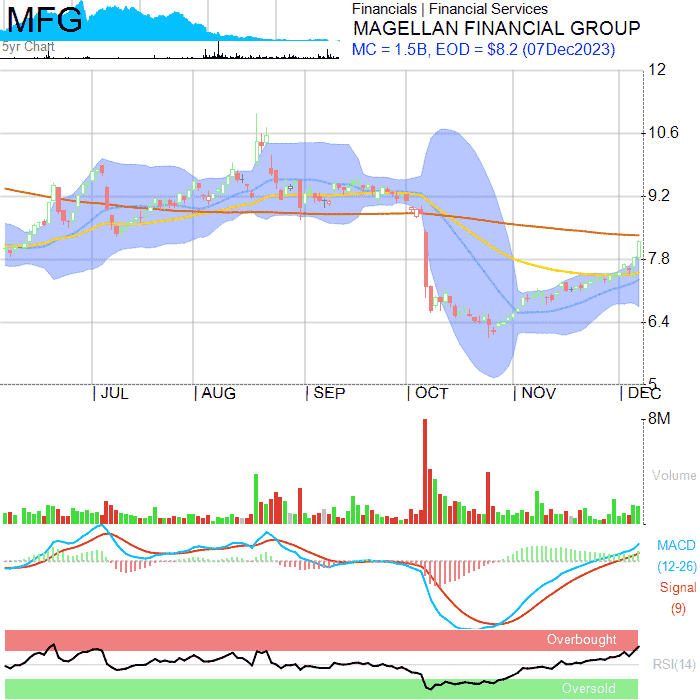 MFG
5yr Chart
Financials | Financial Services
MAGELLAN FINANCIAL GROUP
MC = 1.5B, EOD = $8.2 (07Dec2023)
12
10.6
9.2
7.8
6.4
5
JUL AUG SEP OCT NOV DEC
8M
Volume
MACD
(12-26)
Signal
(9)
Overbought
RSI(14)
Oversold